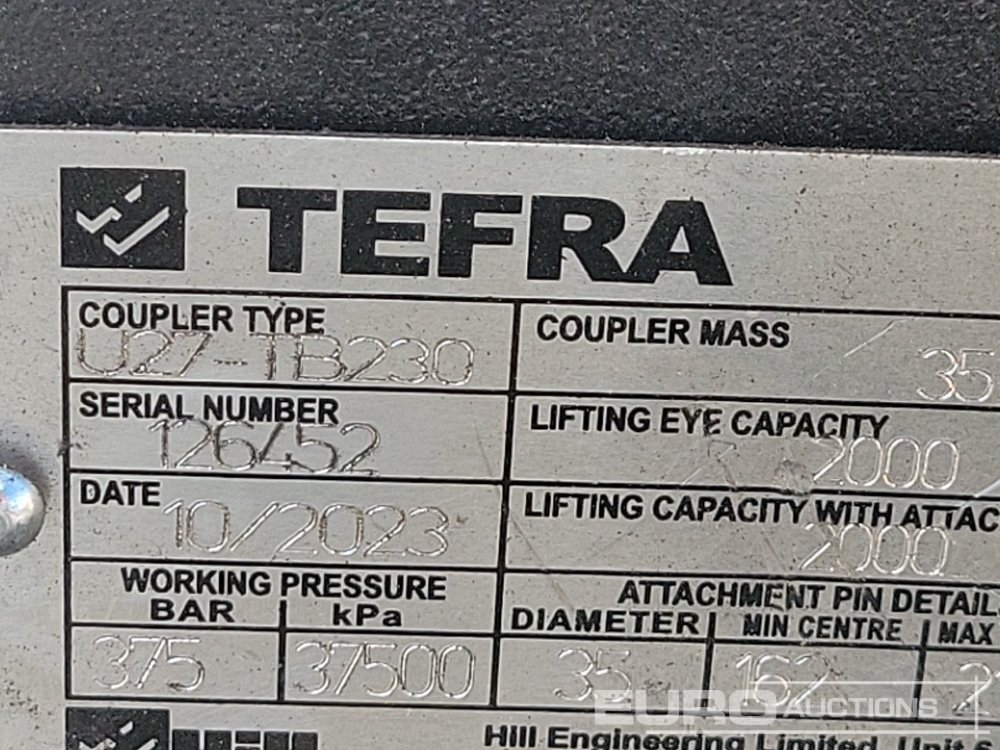 TEFRA
COUPLER TYPE
U27-TB230
COUPLER MASS
35
SERIAL NUMBER
126452
LIFTING EYE CAPACITY
2000
DATE
10/2023
LIFTING CAPACITY WITH ATTAC
2000
WORKING PRESSURE
BAR kPa
375 37500
ATTACHMENT PIN DETAIL
DIAMETER MIN CENTRE MAX
35 162 2
Hill Engineering Limited, Unit
EURO AUCTIONS